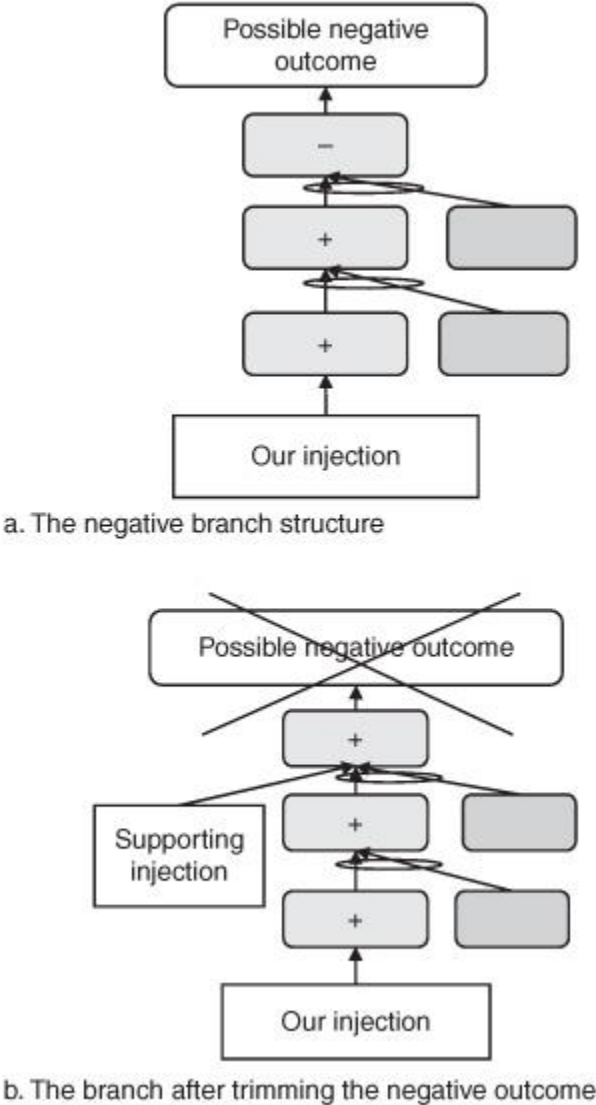 Possible negative
outcome
–
+
+
Our injection
a. The negative branch structure
Possible negative outcome
+
Supporting
injection
+
+
Our injection
b. The branch after trimming the negative outcome